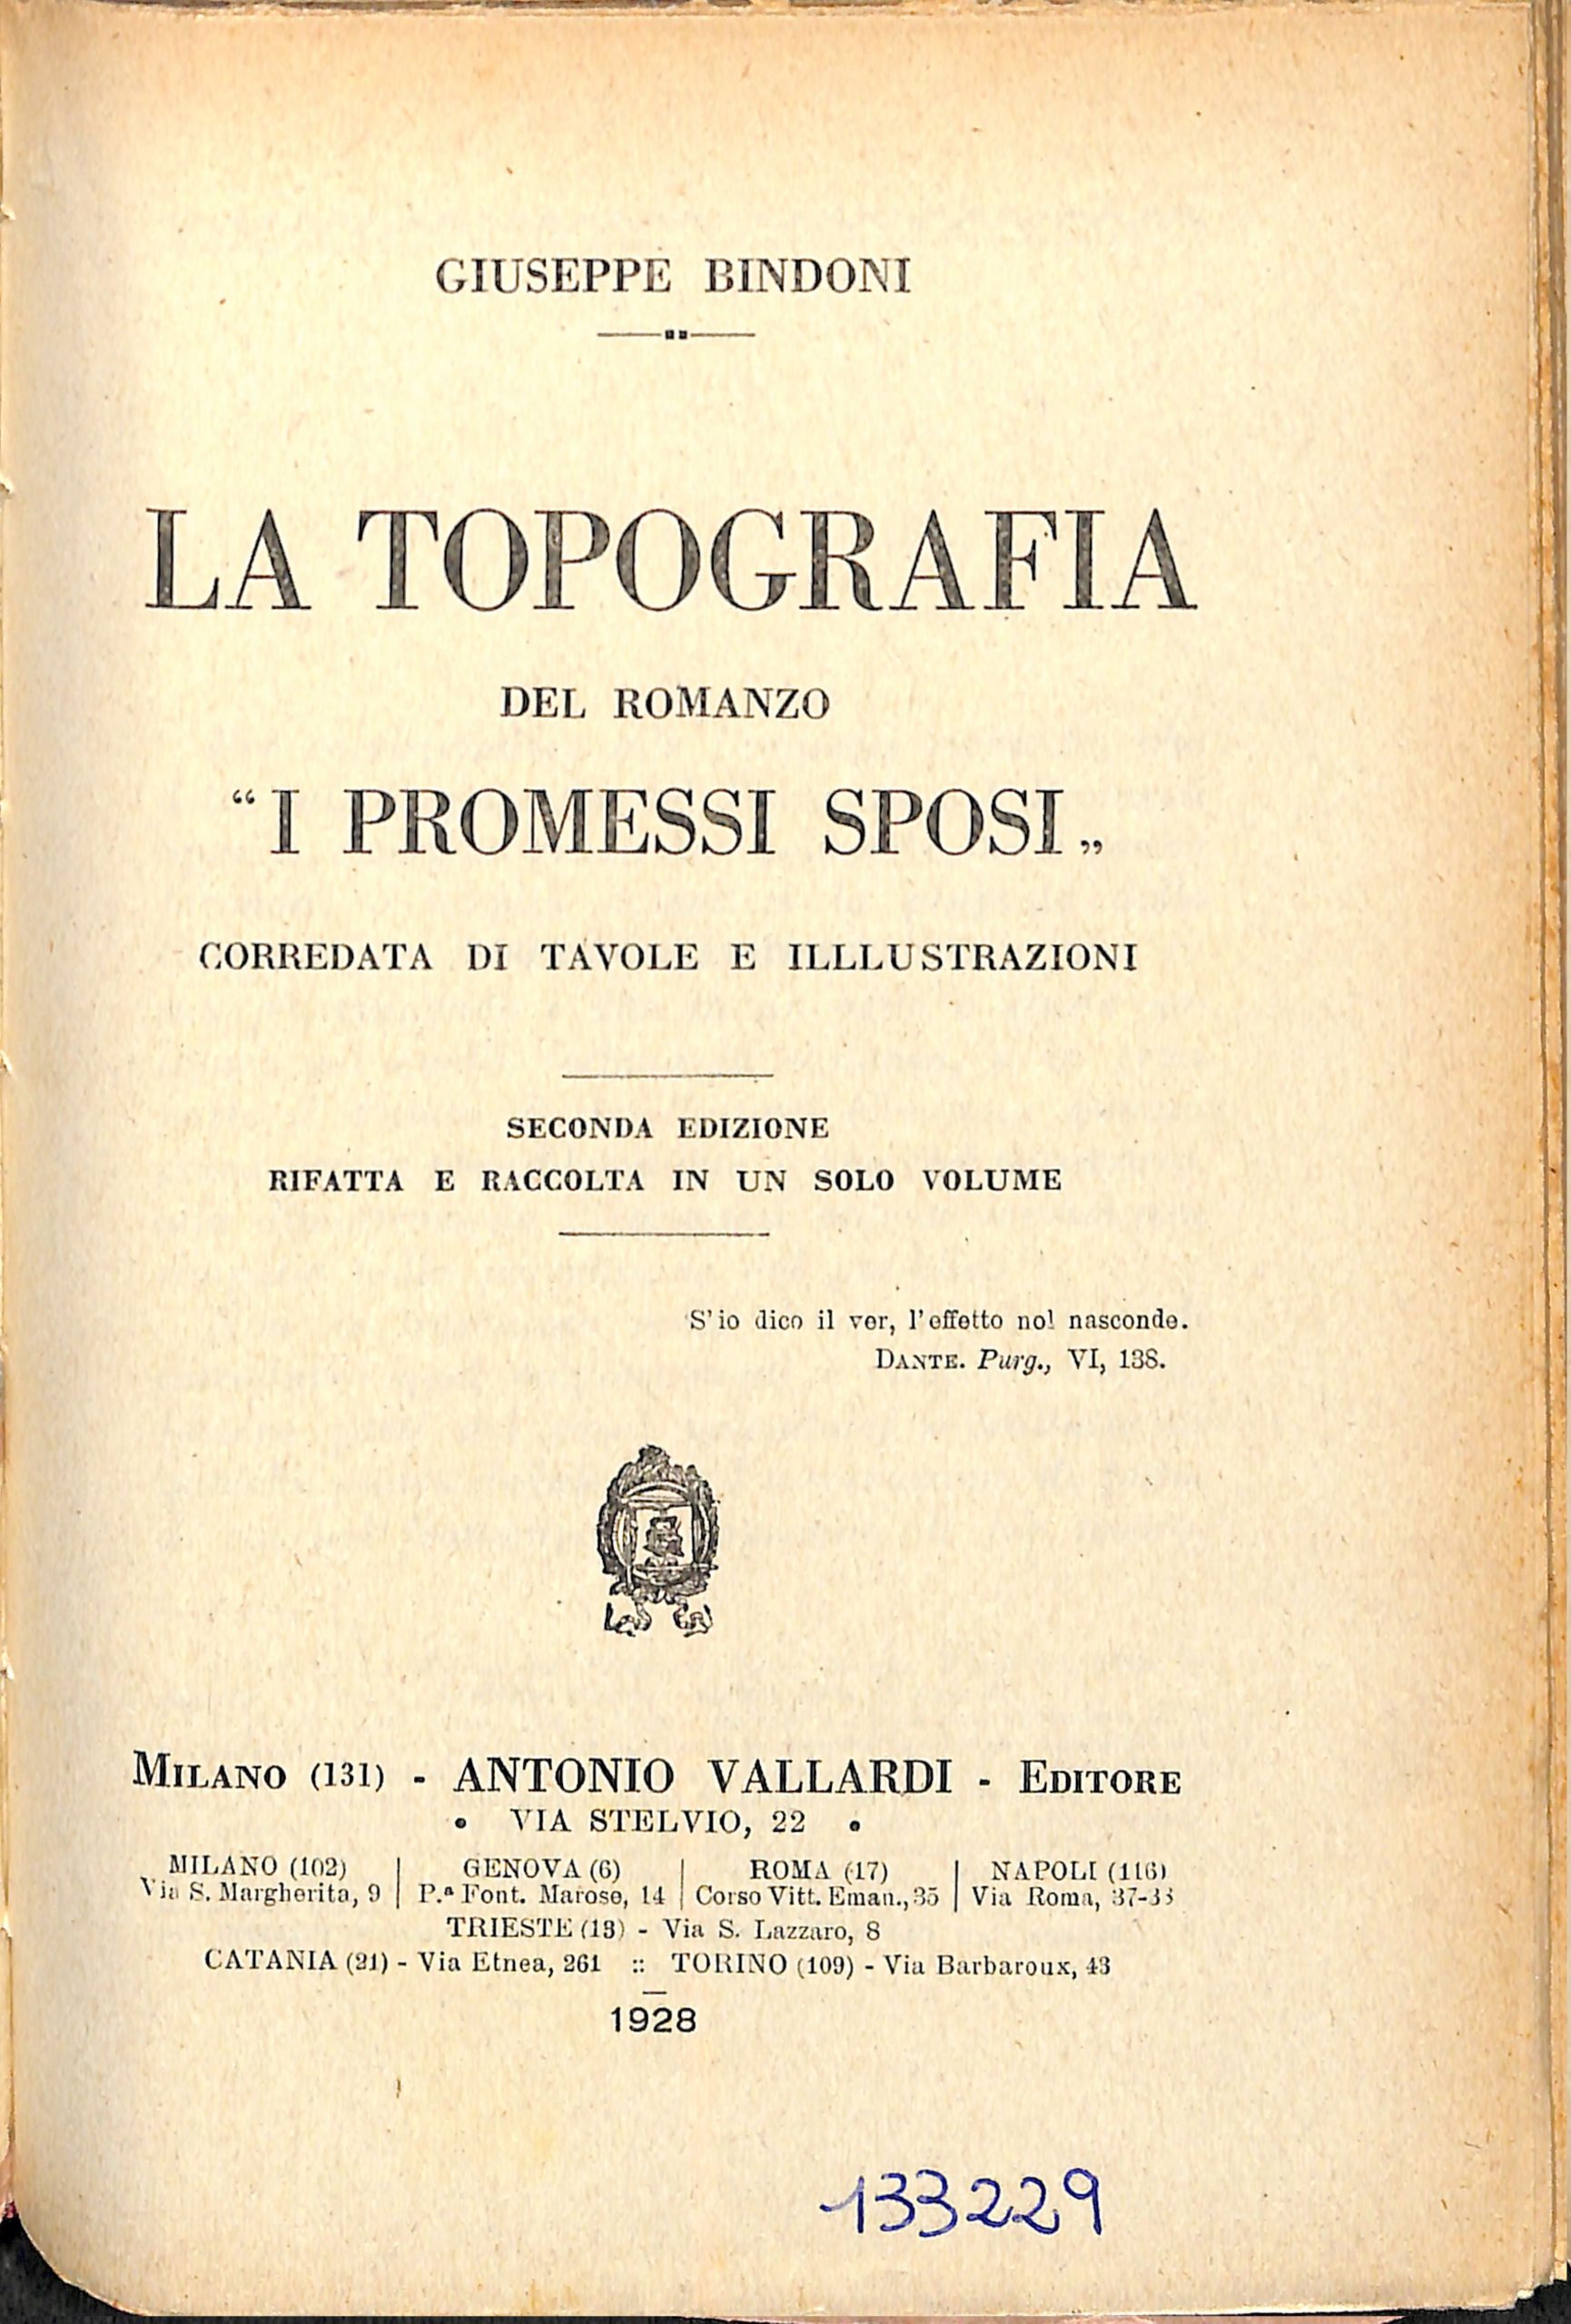 GIUSEPPE BINDONI
LA TOPOGRAFIA
DEL ROMANZO
“I PROMESSI SPOSI„
CORREDATA DI TAVOLE E ILLLUSTRAZIONI
SECONDA EDIZIONE
RIFATTA E RACCOLTA IN UN SOLO VOLUME
S'io dico il ver, l'effetto nol nasconde.
DANTE. Purg., VI, 138.
MILANO (131) - ANTONIO VALLARDI - EDITORE
• VIA STELVIO, 22 •
MILANO (102) | GENOVA (6) | ROMA (17) | NAPOLI (116)
Via S. Margherita, 9 | P.ª Font. Marose, 14 | Corso Vitt. Eman., 35 | Via Roma,
TRIESTE (13) - Via S. Lazzaro, 8
CATANIA (21) - Via Etnea, 261 :: TORINO (109) - Via Barbaroux, 43
1928
133229